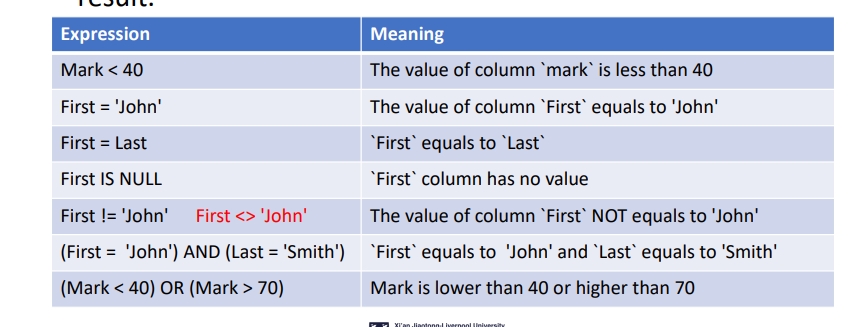 result:
Expression Meaning
Mark < 40 The value of column `mark` is less than 40
First = 'John' The value of column `First` equals to 'John'
First = Last `First` equals to `Last`
First IS NULL `First` column has no value
First != 'John' First <> 'John' The value of column `First` NOT equals to 'John'
(First = 'John') AND (Last = 'Smith') `First` equals to 'John' and `Last` equals to 'Smith'
(Mark < 40) OR (Mark > 70) Mark is lower than 40 or higher than 70
Xi'an Jiaotong-Liverpool University